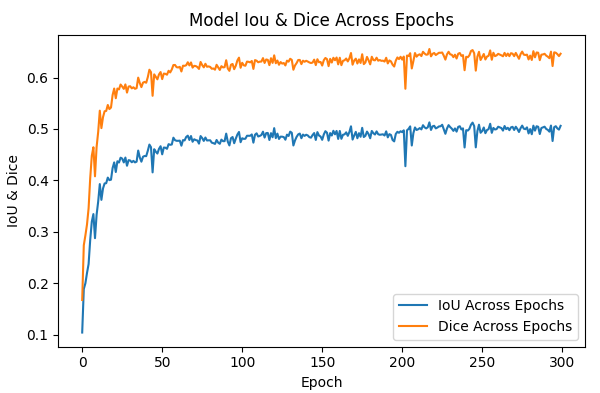 Model Iou & Dice Across Epochs
IoU & Dice
0.6
0.5
0.4
0.3
0.2
0.1
IoU Across Epochs
Dice Across Epochs
0 50 100 150 200 250 300
Epoch